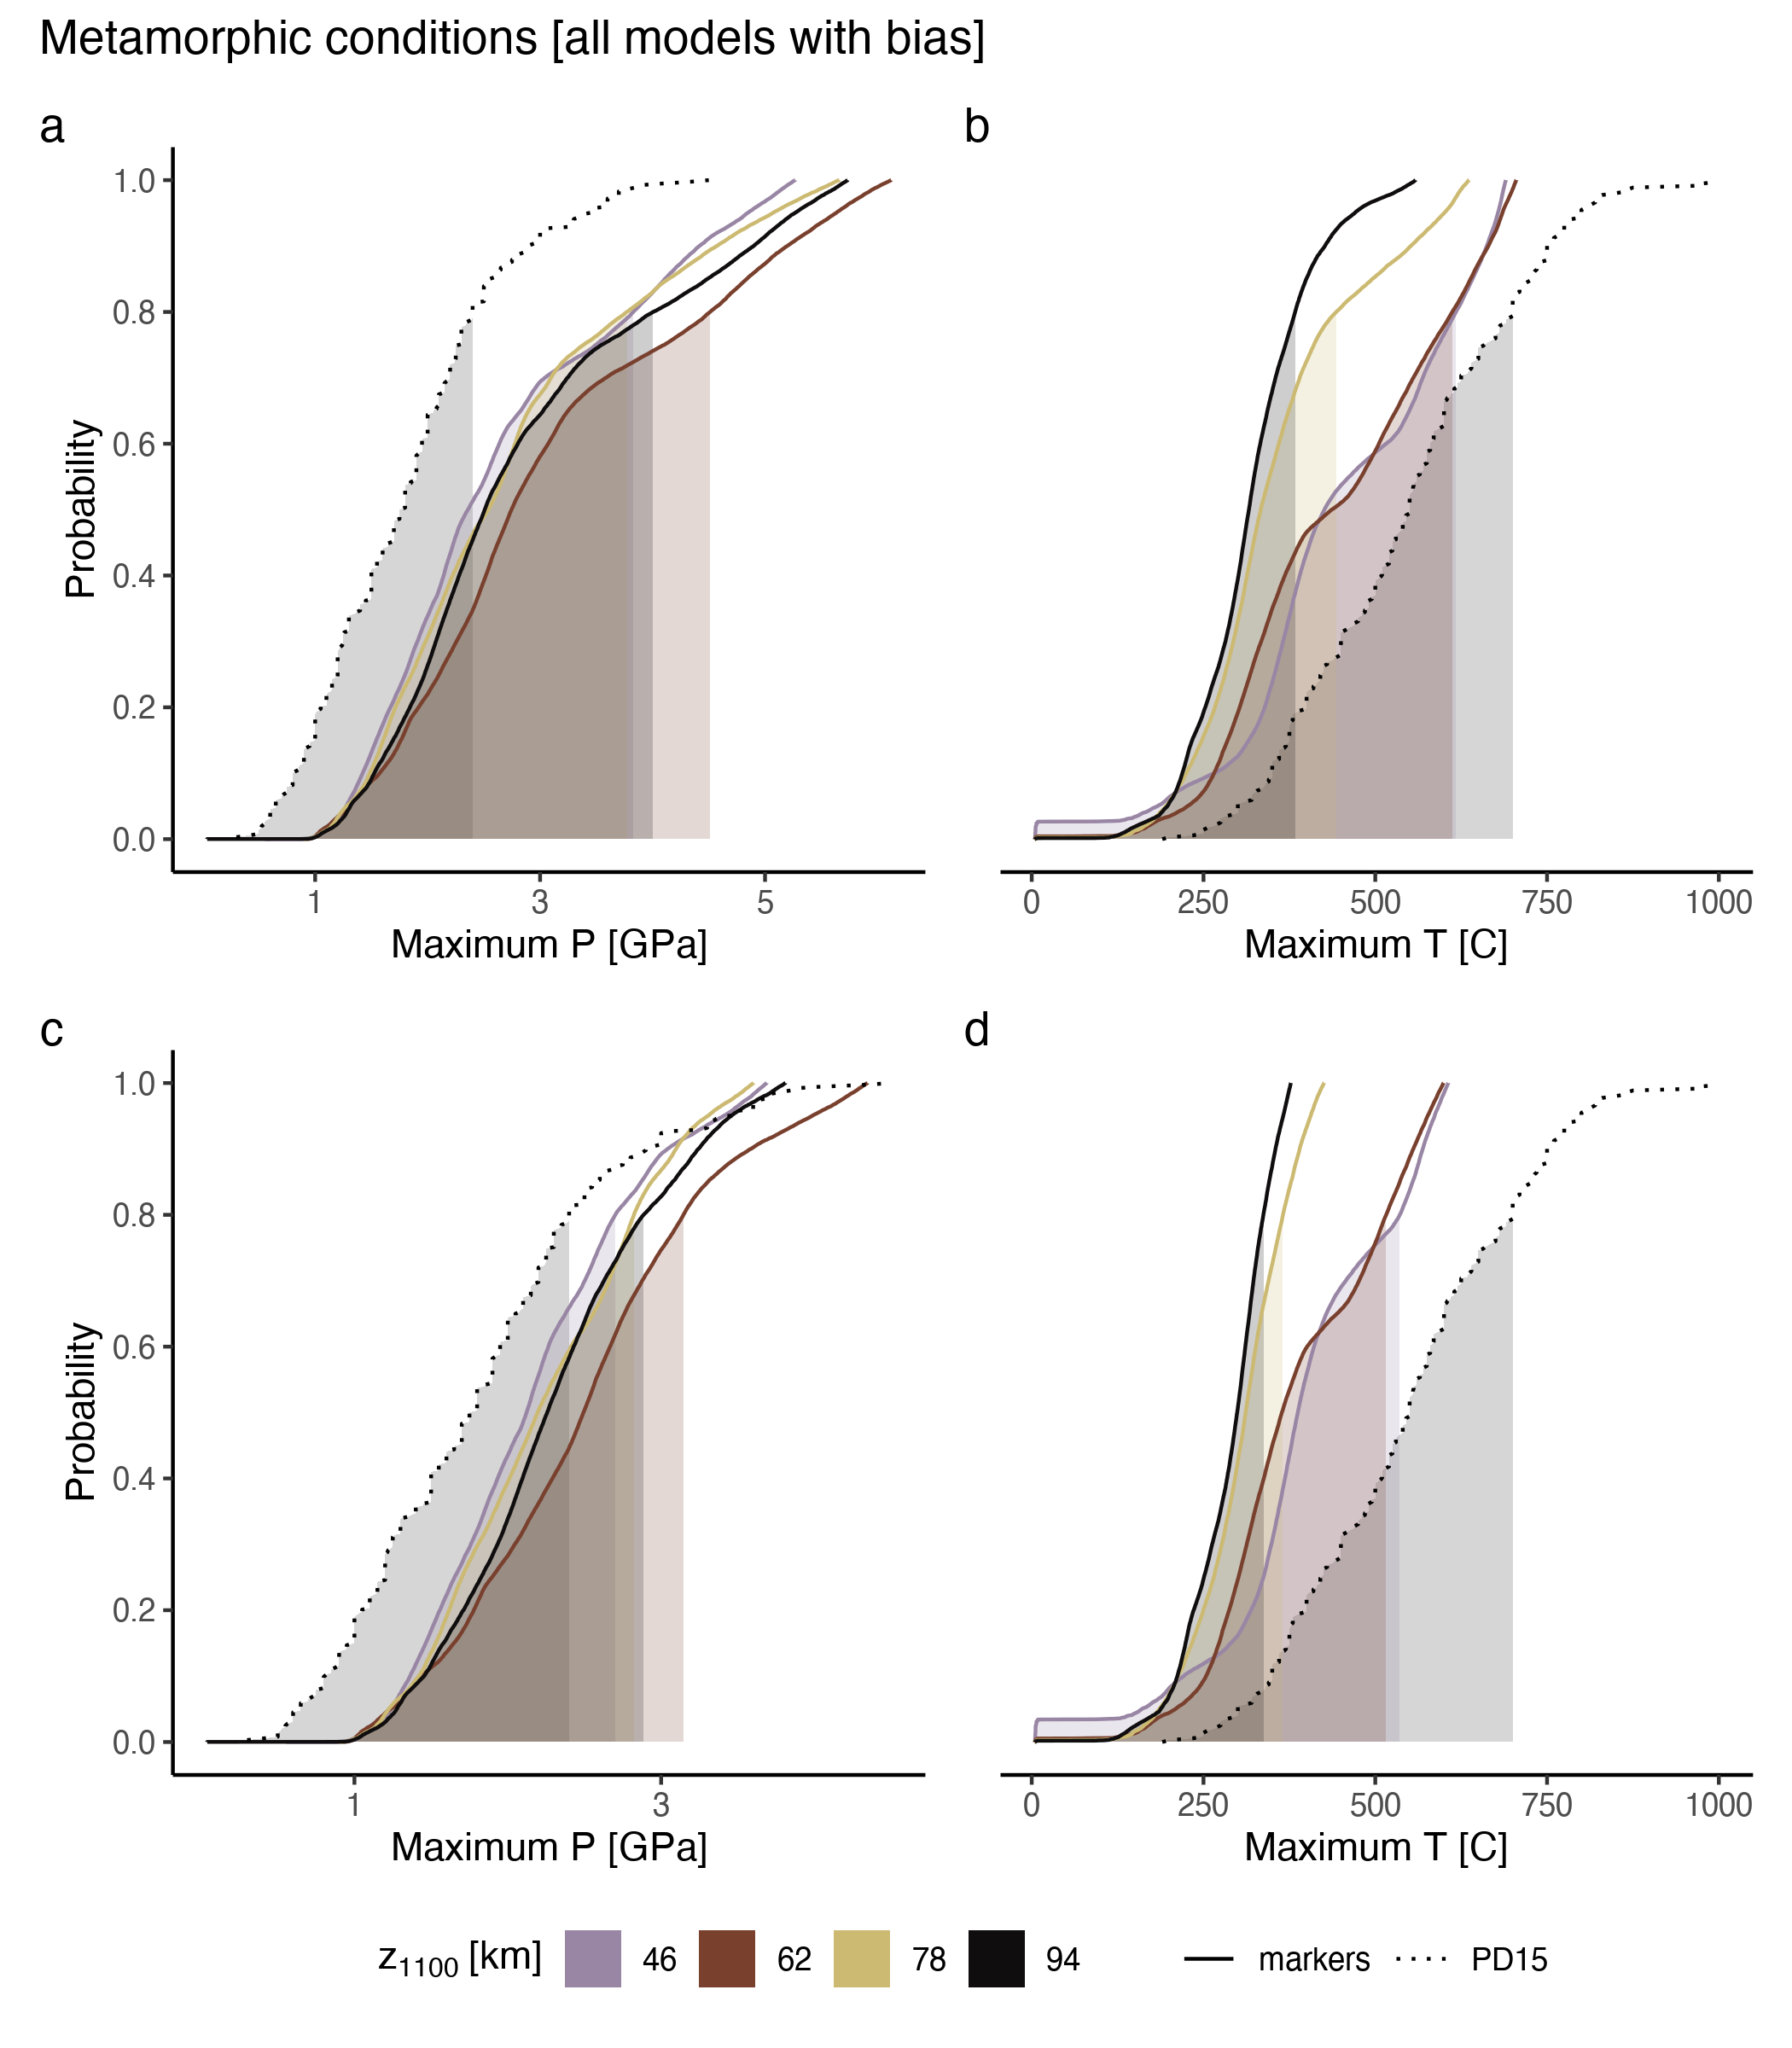 Metamorphic conditions [all models with bias]
a
b
1.0
0.8
0.6
0.4
0.2
0.0
Probability
1 3 5
Maximum P [GPa]
0 250 500 750 1000
Maximum T [C]
c
d
1.0
0.8
0.6
0.4
0.2
0.0
Probability
1 3
Maximum P [GPa]
0 250 500 750 1000
Maximum T [C]
z1100 [km] 46 62 78 94 markers PD15